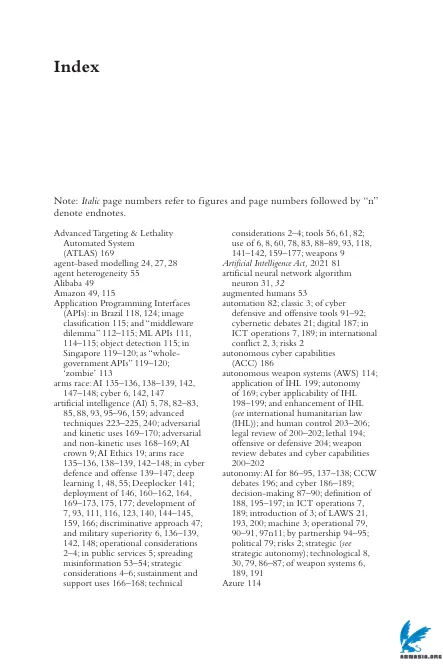 Index
Note: Italic page numbers refer to figures and page numbers followed by “n”
denote endnotes.
Advanced Targeting & Lethality
Automated System
(ATLAS) 169
agent-based modelling 24, 27, 28
agent heterogeneity 55
Alibaba 49
Amazon 49, 115
Application Programming Interfaces
(APIs): in Brazil 118, 124; image
classification 115; and “middleware
dilemma” 112–115; ML APIs 111,
114–115; object detection 115; in
Singapore 119–120; as “whole-
government APIs” 119–120;
‘zombie’ 113
arms race: AI 135–136, 138–139, 142,
147–148; cyber 6, 142, 147
artificial intelligence (AI) 5, 78, 82–83,
85, 88, 93, 95–96, 159; advanced
techniques 223–225, 240; adversarial
and kinetic uses 169–170; adversarial
and non-kinetic uses 168–169; AI
crown 9; AI Ethics 19; arms race
135–136, 138–139, 142–148; in cyber
defence and offense 139–147; deep
learning 1, 48, 55; Deeplocker 141;
deployment of 146, 160–162, 164,
169–173, 175, 177; development of
7, 93, 111, 116, 123, 140, 144–145,
159, 166; discriminative approach 47;
and military superiority 6, 136–139,
142, 148; operational considerations
2–4; in public services 5; spreading
misinformation 53–54; strategic
considerations 4–6; sustainment and
support uses 166–168; technical
considerations 2–4; tools 56, 61, 82;
use of 6, 8, 60, 78, 83, 88–89, 93, 118,
141–142, 159–177; weapons 9
Artificial Intelligence Act, 2021 81
artificial neural network algorithm
neuron 31, 32
augmented humans 53
automation 82; classic 3; of cyber
defensive and offensive tools 91–92;
cybernetic debates 21; digital 187; in
ICT operations 7, 189; in international
conflict 2, 3; risks 2
autonomous cyber capabilities
(ACC) 186
autonomous weapon systems (AWS) 114;
application of IHL 199; autonomy
of 169; cyber applicability of IHL
198–199; and enhancement of IHL
(see international humanitarian law
(IHL)); and human control 203–206;
legal review of 200–202; lethal 194;
offensive or defensive 204; weapon
review debates and cyber capabilities
200–202
autonomy: AI for 86–95, 137–138; CCW
debates 196; and cyber 186–189;
decision-making 87–90; definition of
188, 195–197; in ICT operations 7,
189; introduction of 3; of LAWS 21,
193, 200; machine 3; operational 79,
90–91, 97n11; by partnership 94–95;
political 79; risks 2; strategic (see
strategic autonomy); technological 8,
30, 79, 86–87; of weapon systems 6,
189, 191
Azure 114